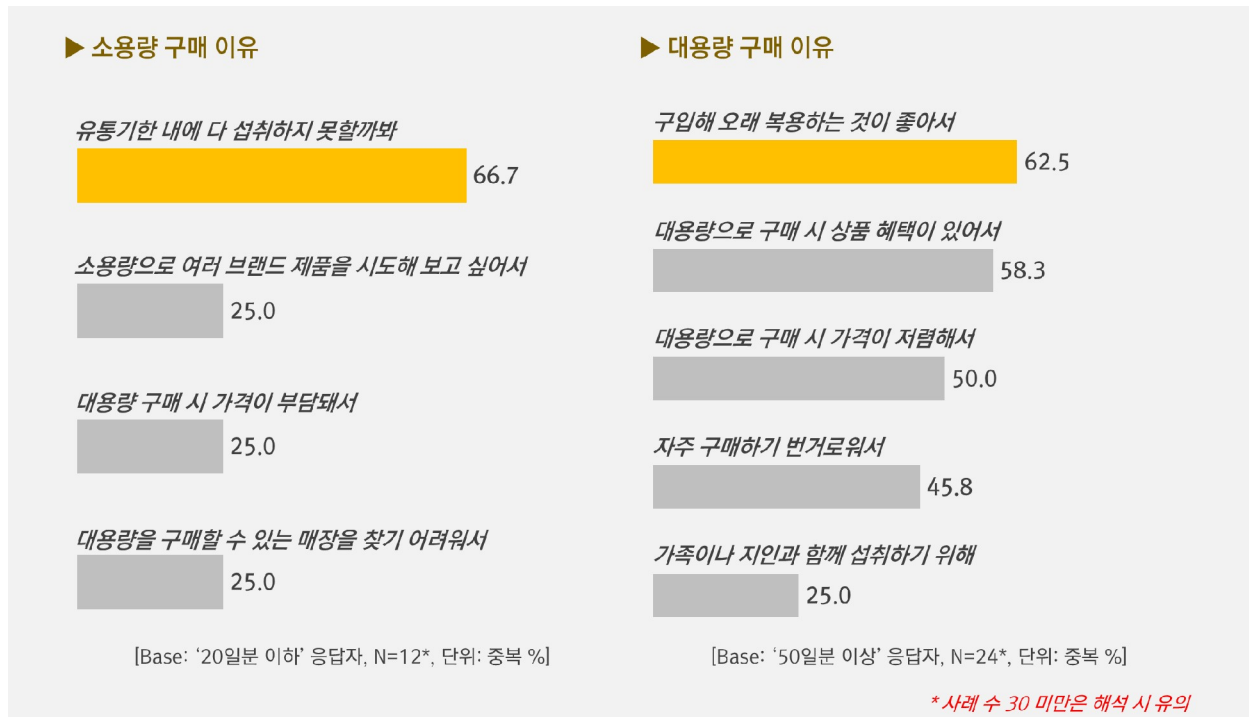 ▶ 소용량 구매 이유
유통기한 내에 다 섭취하지 못할까봐
66.7
소용량으로 여러 브랜드 제품을 시도해 보고 싶어서
25.0
대용량 구매 시 가격이 부담돼서
25.0
대용량을 구매할 수 있는 매장을 찾기 어려워서
25.0
[Base: ‘20일분 이하’ 응답자, N=12*, 단위: 중복 %]
▶ 대용량 구매 이유
구입해 오래 복용하는 것이 좋아서
62.5
대용량으로 구매 시 상품 혜택이 있어서
58.3
대용량으로 구매 시 가격이 저렴해서
50.0
자주 구매하기 번거로워서
45.8
가족이나 지인과 함께 섭취하기 위해
25.0
[Base: ‘50일분 이상’ 응답자, N=24*, 단위: 중복 %]
* 사례 수 30 미만은 해석 시 유의